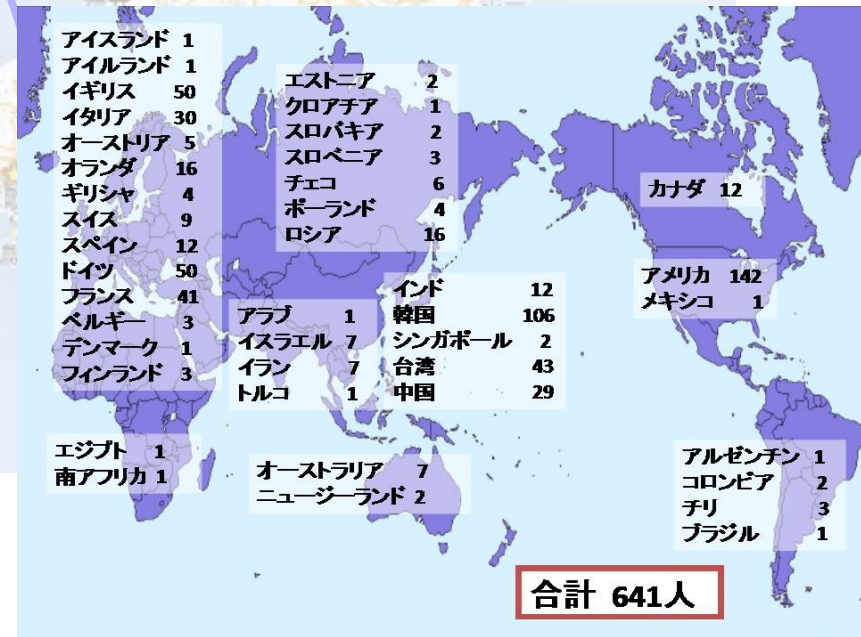 アイスランド 1
アイルランド 1
イギリス 50
イタリア 30
オーストリア 5
オランダ 16
ギリシャ 4
スイス 9
スペイン 12
ドイツ 50
フランス 41
ベルギー 3
デンマーク 1
フィンランド 3
エストニア 2
クロアチア 1
スロバキア 2
スロベニア 3
チェコ 6
ポーランド 4
ロシア 16
カナダ 12
アメリカ 142
メキシコ 1
アラブ 1
イスラエル 7
イラン 7
トルコ 1
インド 12
韓国 106
シンガポール 2
台湾 43
中国 29
エジプト 1
南アフリカ 1
オーストラリア 7
ニュージーランド 2
アルゼンチン 1
コロンビア 2
チリ 3
ブラジル 1
合計 641人